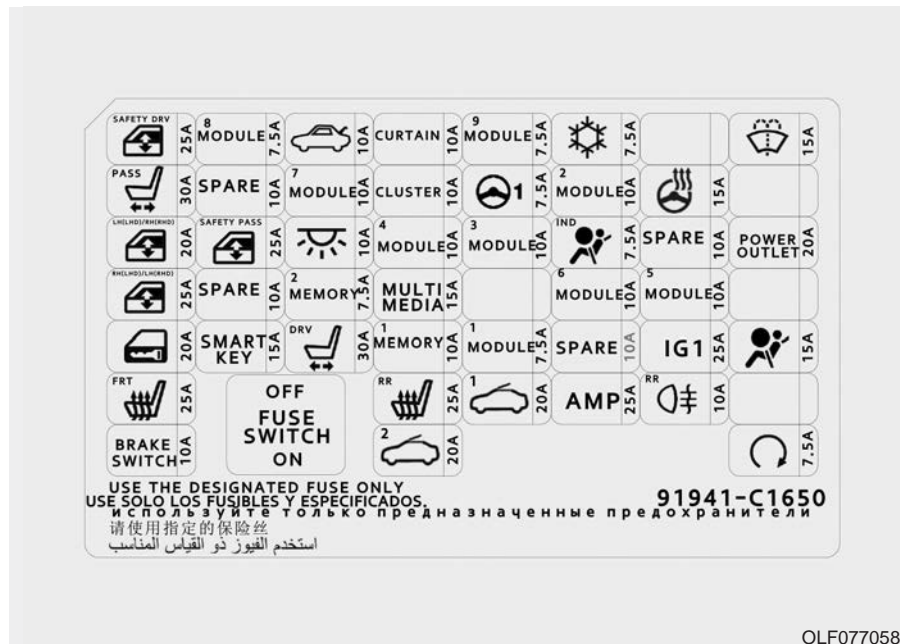 SAFETY DRV 25A 8 MODULE 7.5A 10A CURTAIN 10A 9 MODULE 7.5A 7.5A 15A
PASS 30A SPARE 10A 7 MODULE 10A CLUSTER 10A 1 7.5A 2 MODULE 10A 15A
LH(LHD)/RH(RHD) 20A SAFETY PASS 25A 10A 4 MODULE 10A 3 MODULE 10A IND 7.5A SPARE 10A POWER OUTLET 20A
RH(LHD)/LH(RHD) 25A SPARE 10A 2 MEMORY 7.5A MULTI MEDIA 15A 6 MODULE 10A 5 MODULE 10A
20A SMART KEY 15A DRV 30A 1 MEMORY 10A 1 MODULE 7.5A SPARE 10A IG1 25A 15A
FRT 25A OFF FUSE SWITCH ON RR 25A 1 20A AMP 25A RR 10A
BRAKE SWITCH 10A 2 20A 7.5A
USE THE DESIGNATED FUSE ONLY
USE SOLO LOS FUSIBLES Y ESPECIFICADOS.
91941-C1650
используйте только предназначенные предохранители
请使用指定的保险丝
استخدم الفيوز ذو القياس المناسب
OLF077058